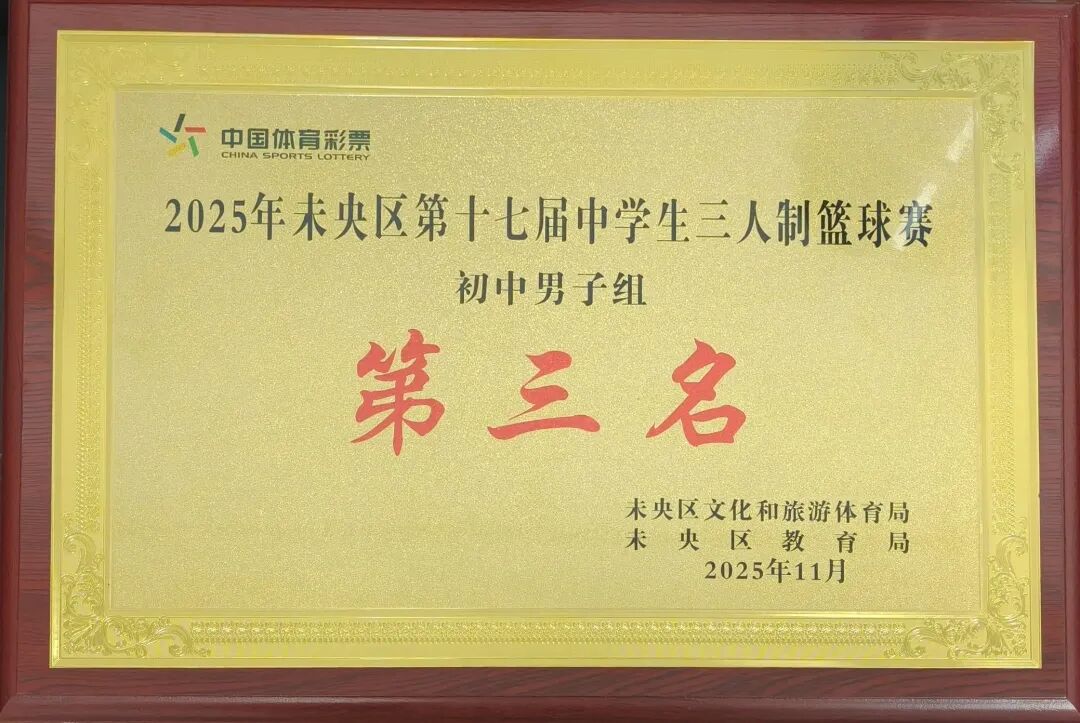 中国体育彩票
CHINA SPORTS LOTTERY
2025年未央区第十七届中学生三人制篮球赛
初中男子组
第三名
未央区文化和旅游体育局
未央区教育局
2025年11月